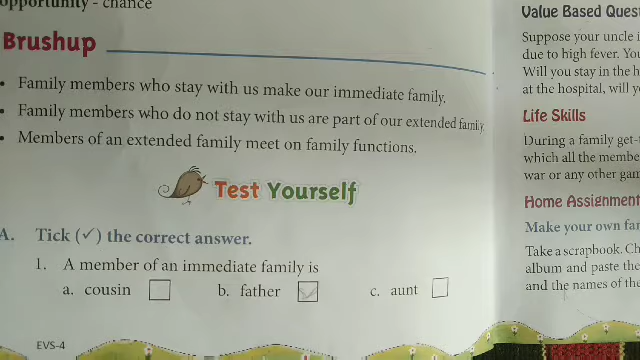 opportunity - chance
Brushup
• Family members who stay with us make our immediate family.
• Family members who do not stay with us are part of our extended family.
• Members of an extended family meet on family functions.
Test Yourself
A. Tick (✓) the correct answer.
1. A member of an immediate family is
a. cousin b. father c. aunt
EVS-4
Value Based Ques
Suppose your uncle i
due to high fever. You
Will you stay in the h
at the hospital, will y
Life Skills
During a family get-
which all the membe
war or any other gam
Home Assignment
Make your own fam
Take a scrapbook. Ch
album and paste the
and the names of the